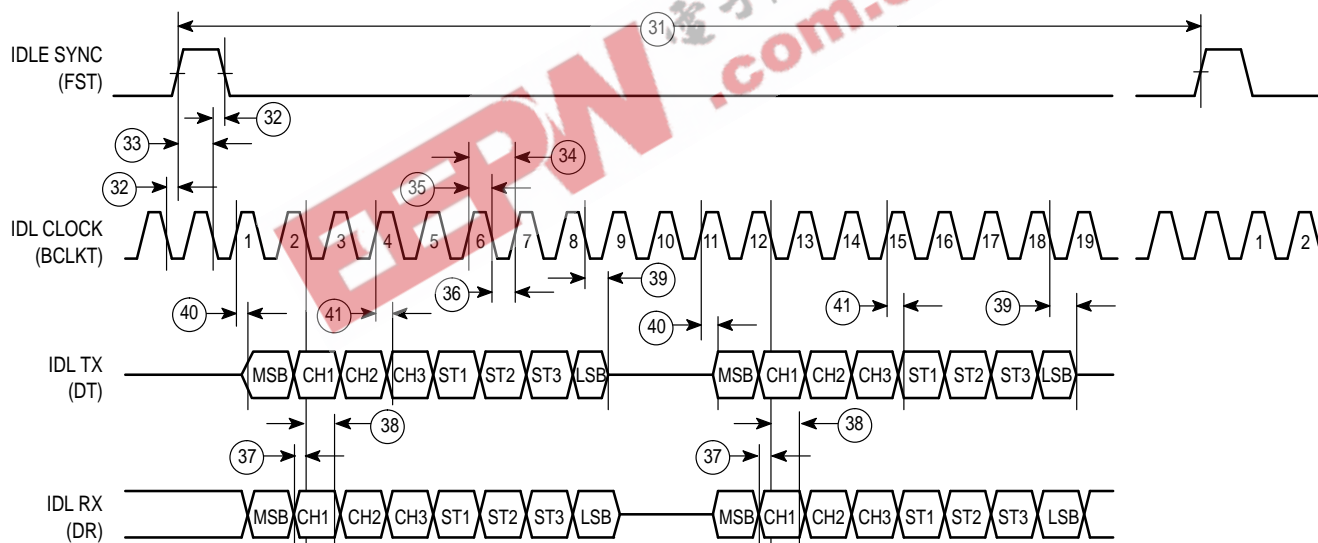 31
IDLE SYNC
(FST)
32
33
34
35
32
IDL CLOCK
(BCLKT)
1 2 3 4 5 6 7 8 9 10 11 12 13 14 15 16 17 18 19 1 2
36
39
40
41
41
39
40
IDL TX
(DT)
MSB CH1 CH2 CH3 ST1 ST2 ST3 LSB MSB CH1 CH2 CH3 ST1 ST2 ST3 LSB
38
38
37
37
IDL RX
(DR)
MSB CH1 CH2 CH3 ST1 ST2 ST3 LSB MSB CH1 CH2 CH3 ST1 ST2 ST3 LSB
EEPW
.com.c